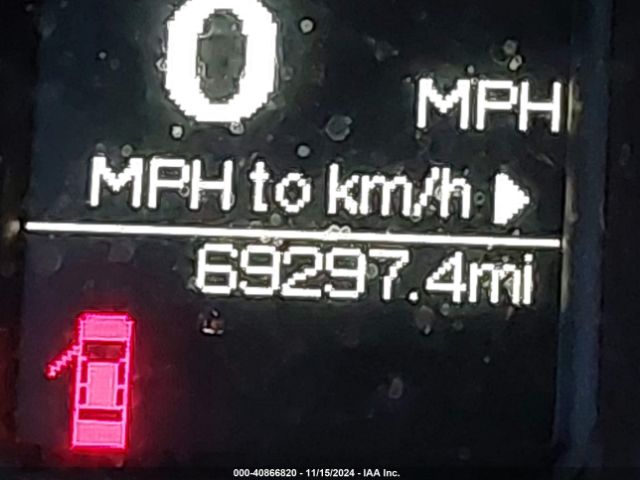 0
MPH
MPH to km/h
69297.4mi
000-40866820 - 11/15/2024 - IAA Inc.